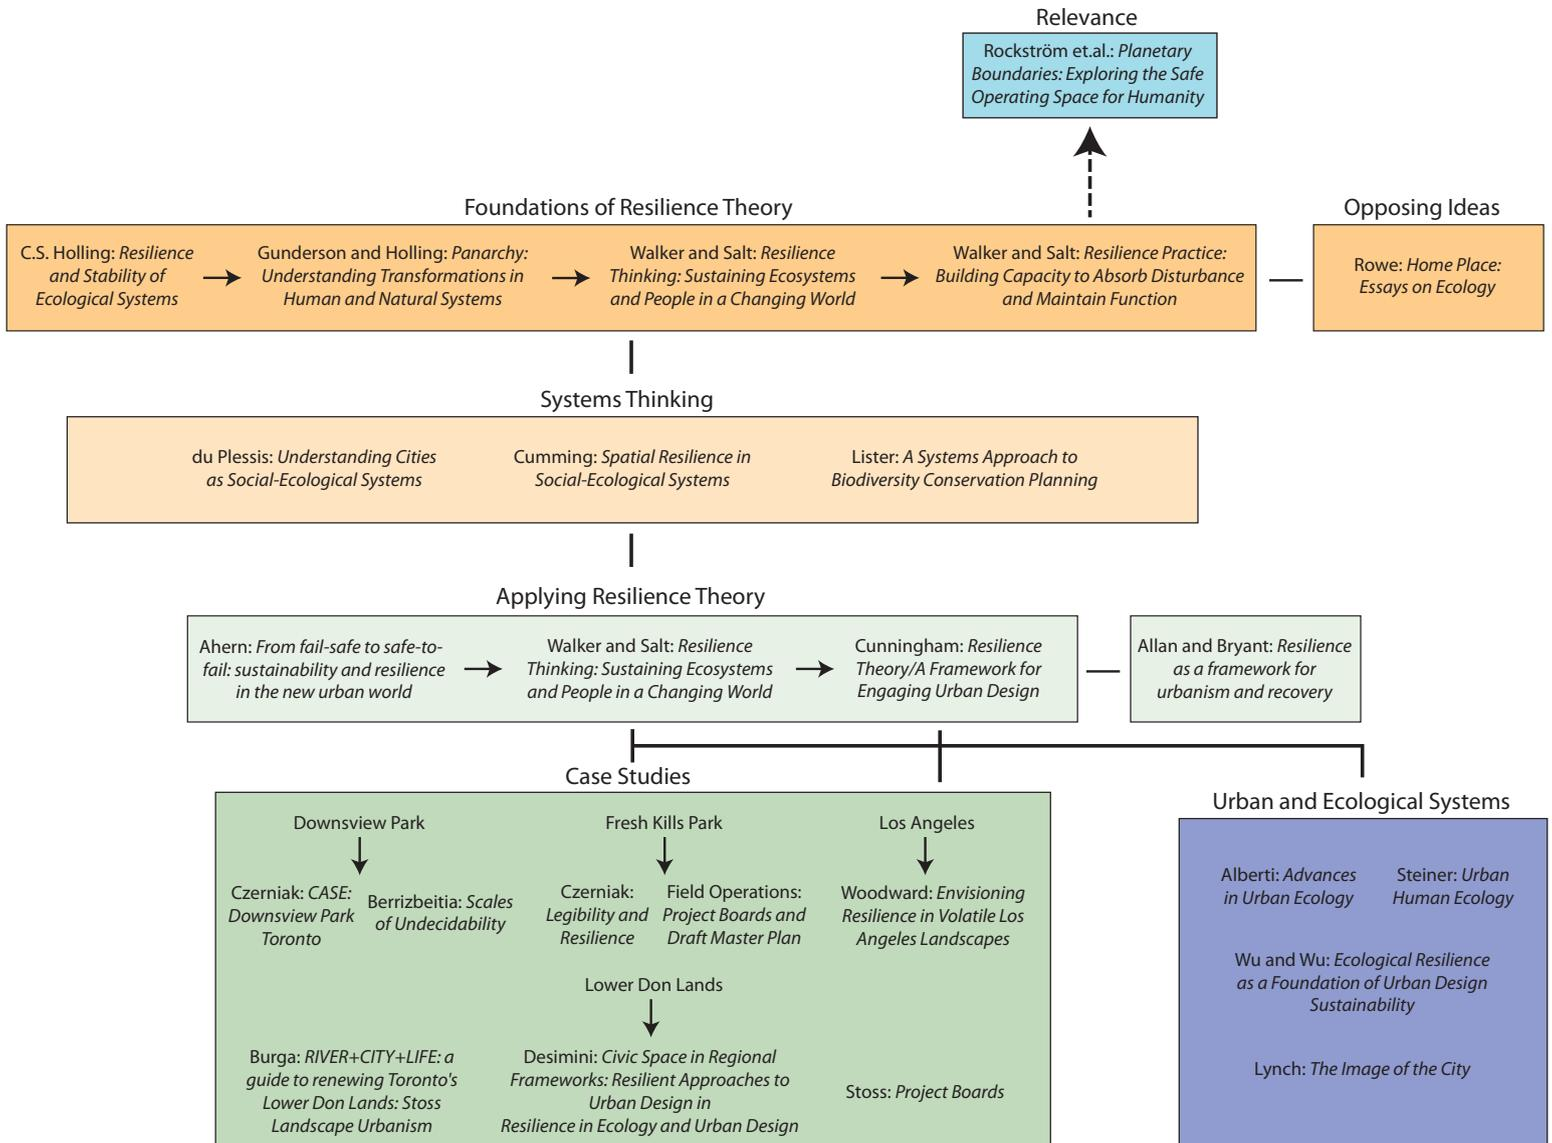 Relevance
Rockström et.al.: Planetary
Boundaries: Exploring the Safe
Operating Space for Humanity
Foundations of Resilience Theory
C.S. Holling: Resilience
and Stability of
Ecological Systems
Gunderson and Holling: Panarchy:
Understanding Transformations in
Human and Natural Systems
Walker and Salt: Resilience
Thinking: Sustaining Ecosystems
and People in a Changing World
Walker and Salt: Resilience Practice:
Building Capacity to Absorb Disturbance
and Maintain Function
Opposing Ideas
Rowe: Home Place:
Essays on Ecology
Systems Thinking
du Plessis: Understanding Cities
as Social-Ecological Systems
Cumming: Spatial Resilience in
Social-Ecological Systems
Lister: A Systems Approach to
Biodiversity Conservation Planning
Applying Resilience Theory
Ahern: From fail-safe to safe-to-
fail: sustainability and resilience
in the new urban world
Walker and Salt: Resilience
Thinking: Sustaining Ecosystems
and People in a Changing World
Cunningham: Resilience
Theory/A Framework for
Engaging Urban Design
Allan and Bryant: Resilience
as a framework for
urbanism and recovery
Case Studies
Downsview Park
Czerniak: CASE:
Downsview Park
Toronto
Berrizbeitia: Scales
of Undecidability
Fresh Kills Park
Czerniak:
Legibility and
Resilience
Field Operations:
Project Boards and
Draft Master Plan
Los Angeles
Woodward: Envisioning
Resilience in Volatile Los
Angeles Landscapes
Lower Don Lands
Burga: RIVER+CITY+LIFE: a
guide to renewing Toronto's
Lower Don Lands: Stoss
Landscape Urbanism
Desimini: Civic Space in Regional
Frameworks: Resilient Approaches to
Urban Design in
Resilience in Ecology and Urban Design
Stoss: Project Boards
Urban and Ecological Systems
Alberti: Advances
in Urban Ecology
Steiner: Urban
Human Ecology
Wu and Wu: Ecological Resilience
as a Foundation of Urban Design
Sustainability
Lynch: The Image of the City